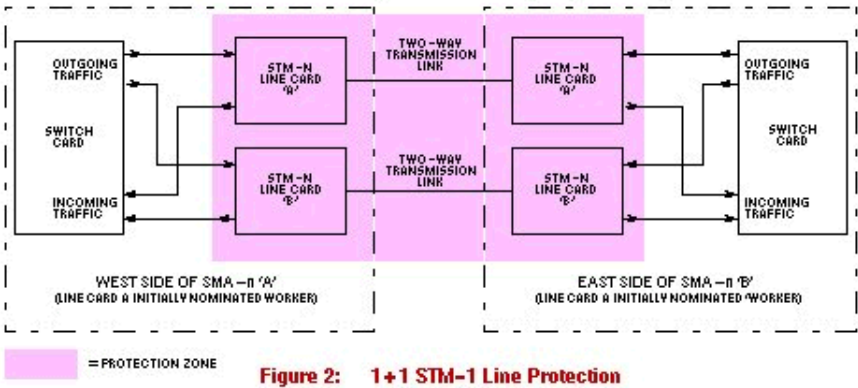 OUTGOING
TRAFFIC
SWITCH
CARD
INCOMING
TRAFFIC
STM-N
LINE CARD
'A'
STM-N
LINE CARD
'B'
TWO-WAY
TRANSMISSION
LINK
TWO-WAY
TRANSMISSION
LINK
STM-N
LINE CARD
'A'
STM-N
LINE CARD
'B'
OUTGOING
TRAFFIC
SWITCH
CARD
INCOMING
TRAFFIC
WEST SIDE OF SMA-n 'A'
(LINE CARD A INITIALLY NOMINATED WORKER)
EAST SIDE OF SMA-n 'B'
(LINE CARD A INITIALLY NOMINATED WORKER)
= PROTECTION ZONE
Figure 2: 1+1 STM-1 Line Protection